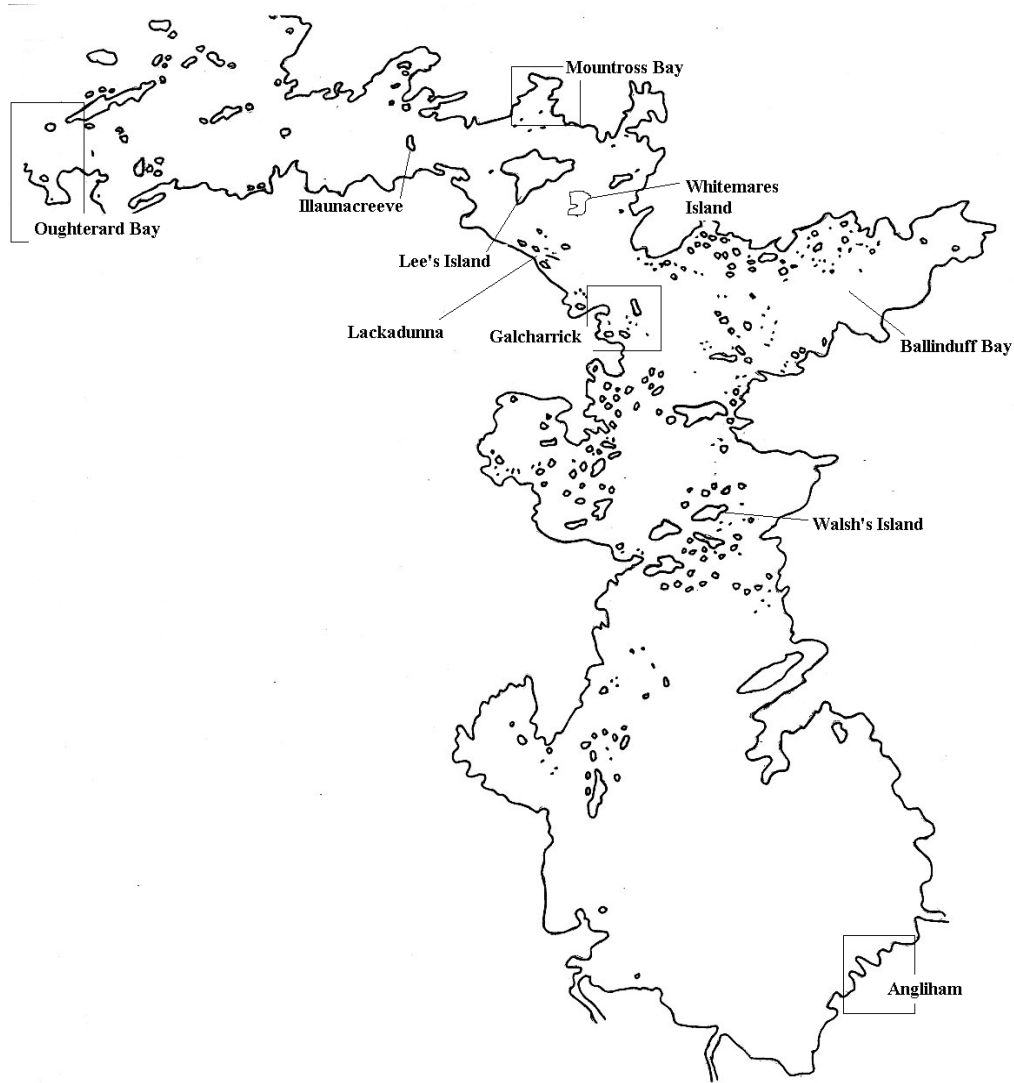 Mountross Bay
Whitemares
Island
Illaunacreeve
Oughterard Bay
Lee's Island
Lackadunna
Galcharrick
Ballinduff Bay
Walsh's Island
Angliham